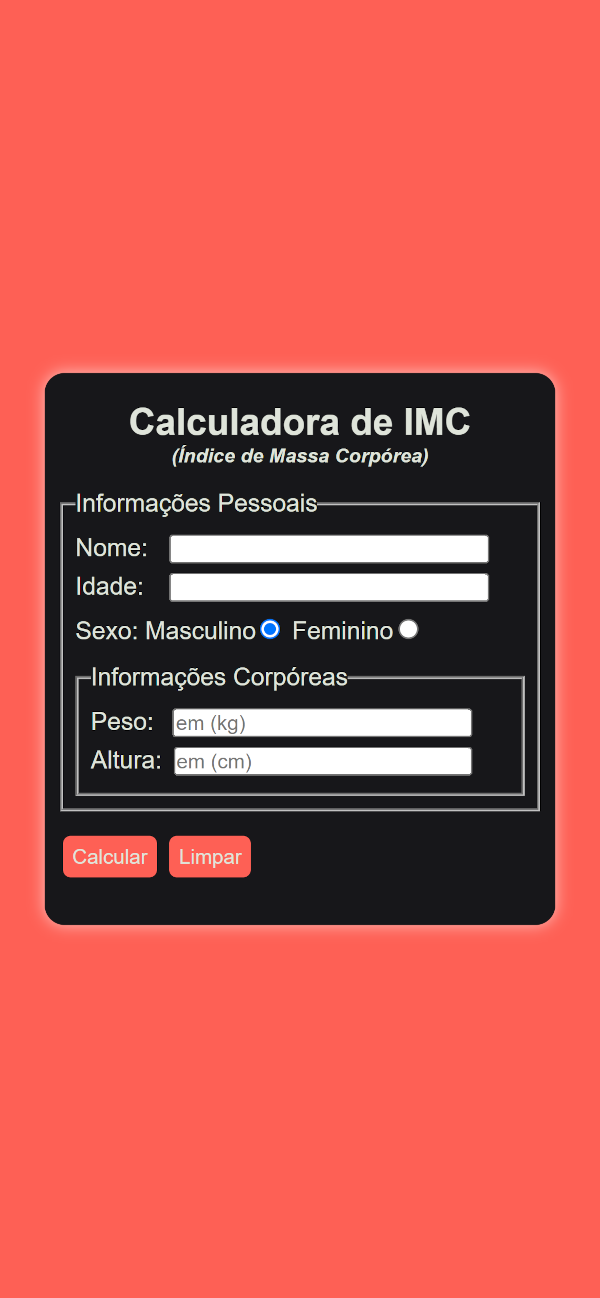 Calculadora de IMC
(Índice de Massa Corpórea)
Informações Pessoais
Nome:
Idade:
Sexo: Masculino Feminino
Informações Corpóreas
Peso: em (kg)
Altura: em (cm)
Calcular Limpar